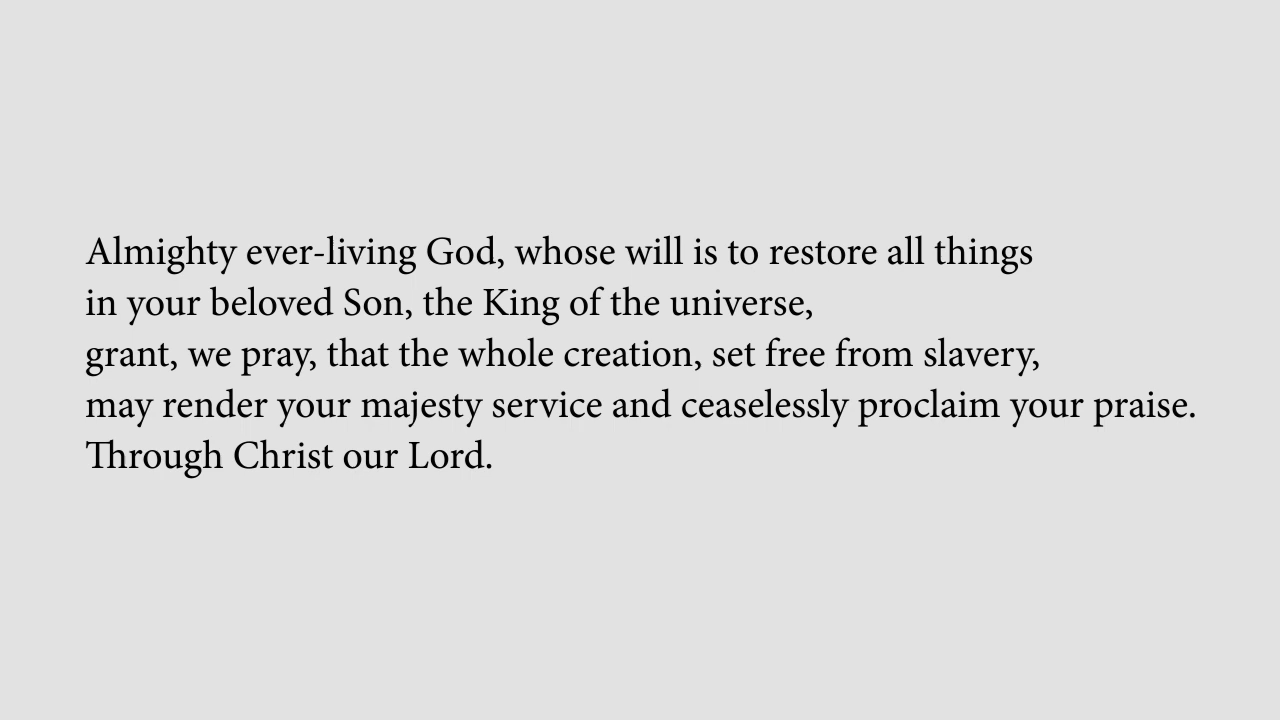 Almighty ever-living God, whose will is to restore all things
in your beloved Son, the King of the universe,
grant, we pray, that the whole creation, set free from slavery,
may render your majesty service and ceaselessly proclaim your praise.
Through Christ our Lord.